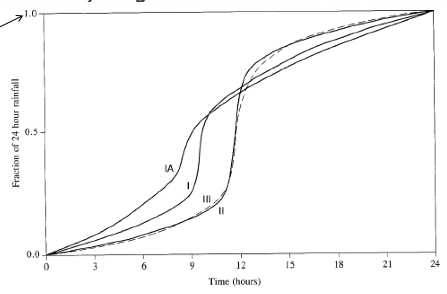 1.0
Fraction of 24 hour rainfall
0.5
IA
I
III
II
0.0
0 3 6 9 12 15 18 21 24
Time (hours)